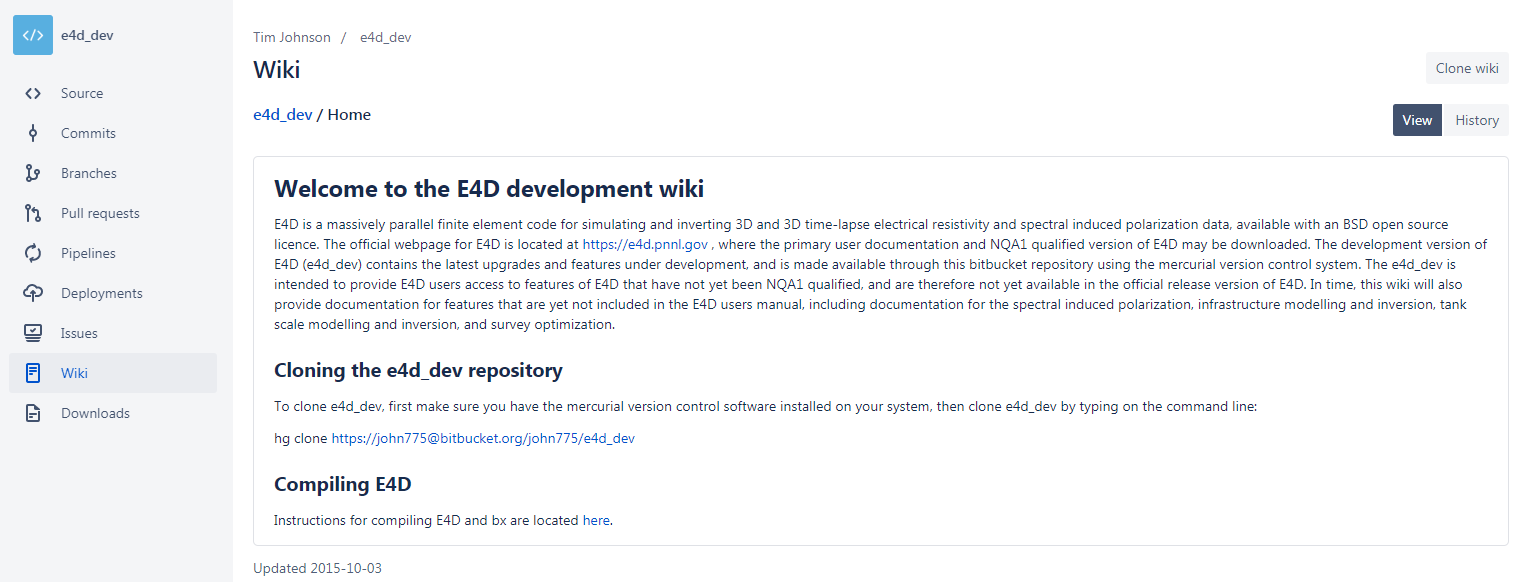 e4d_dev
Source
Commits
Branches
Pull requests
Pipelines
Deployments
Issues
Wiki
Downloads
Tim Johnson / e4d_dev
Wiki
Clone wiki
e4d_dev / Home
View History
Welcome to the E4D development wiki
E4D is a massively parallel finite element code for simulating and inverting 3D and 3D time-lapse electrical resistivity and spectral induced polarization data, available with an BSD open source
licence. The official webpage for E4D is located at https://e4d.pnnl.gov , where the primary user documentation and NQA1 qualified version of E4D may be downloaded. The development version of
E4D (e4d_dev) contains the latest upgrades and features under development, and is made available through this bitbucket repository using the mercurial version control system. The e4d_dev is
intended to provide E4D users access to features of E4D that have not yet been NQA1 qualified, and are therefore not yet available in the official release version of E4D. In time, this wiki will also
provide documentation for features that are yet not included in the E4D users manual, including documentation for the spectral induced polarization, infrastructure modelling and inversion, tank
scale modelling and inversion, and survey optimization.
Cloning the e4d_dev repository
To clone e4d_dev, first make sure you have the mercurial version control software installed on your system, then clone e4d_dev by typing on the command line:
hg clone https://john775@bitbucket.org/john775/e4d_dev
Compiling E4D
Instructions for compiling E4D and bx are located here.
Updated 2015-10-03